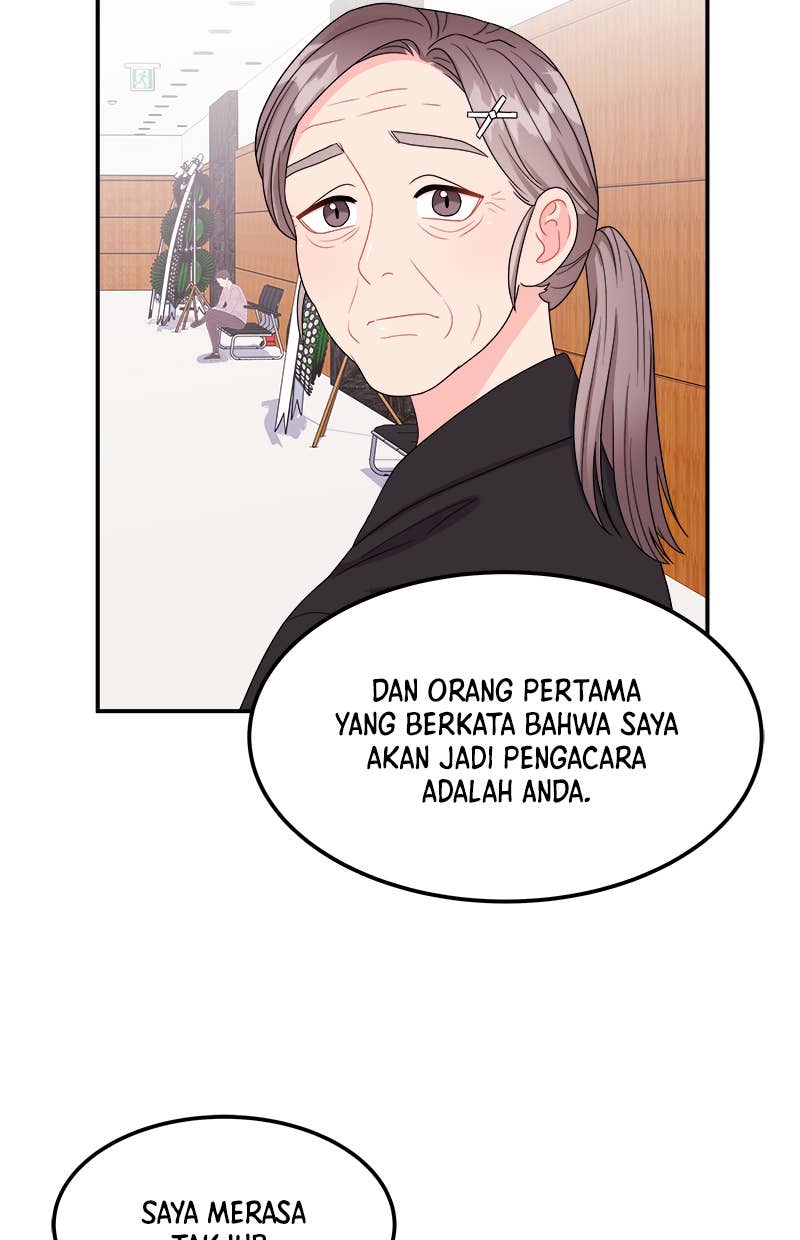 DAN ORANG PERTAMA
YANG BERKATA BAHWA SAYA
AKAN JADI PENGACARA
ADALAH ANDA.
SAYA MERASA